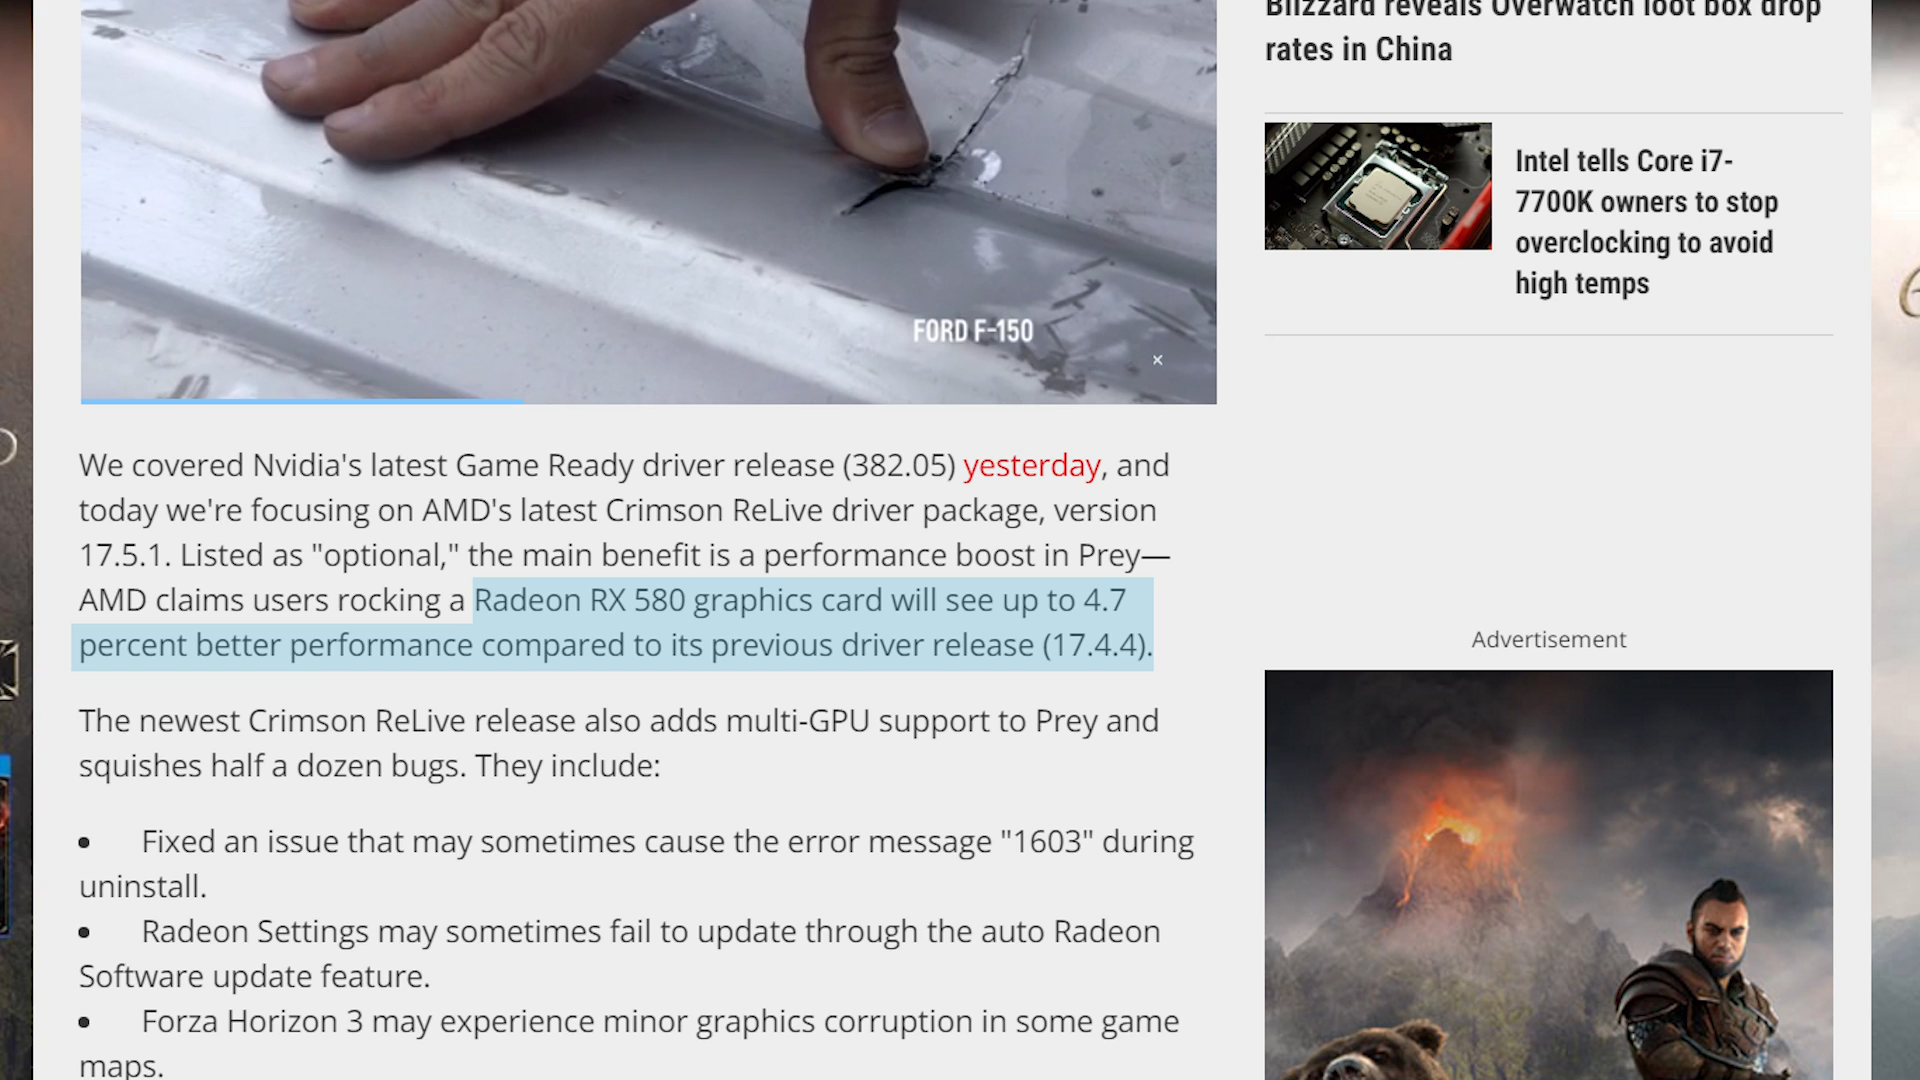 Blizzard reveals Overwatch loot box drop
rates in China
Intel tells Core i7-
7700K owners to stop
overclocking to avoid
high temps
FORD F-150
We covered Nvidia's latest Game Ready driver release (382.05) yesterday, and
today we're focusing on AMD's latest Crimson ReLive driver package, version
17.5.1. Listed as "optional," the main benefit is a performance boost in Prey—
AMD claims users rocking a Radeon RX 580 graphics card will see up to 4.7
percent better performance compared to its previous driver release (17.4.4).
The newest Crimson ReLive release also adds multi-GPU support to Prey and
squishes half a dozen bugs. They include:
• Fixed an issue that may sometimes cause the error message "1603" during
uninstall.
• Radeon Settings may sometimes fail to update through the auto Radeon
Software update feature.
• Forza Horizon 3 may experience minor graphics corruption in some game
maps.
Advertisement